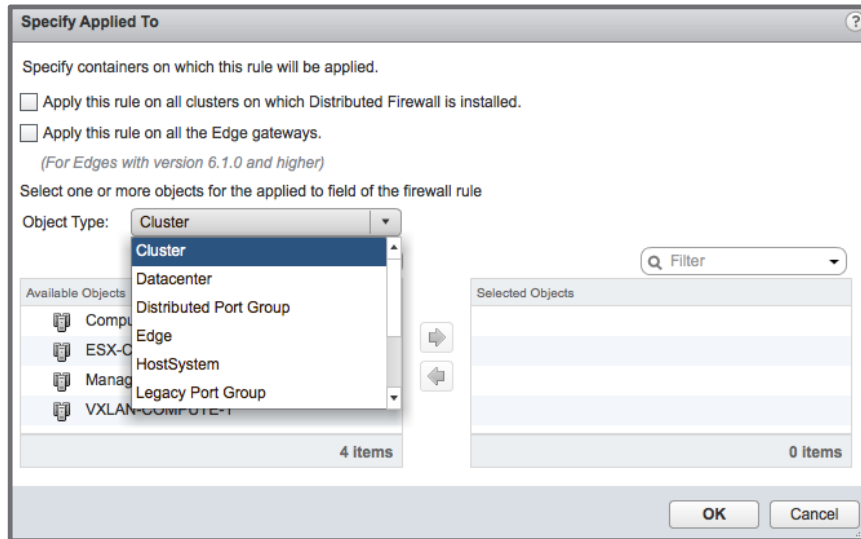 Specify Applied To
?
Specify containers on which this rule will be applied.
Apply this rule on all clusters on which Distributed Firewall is installed.
Apply this rule on all the Edge gateways.
(For Edges with version 6.1.0 and higher)
Select one or more objects for the applied to field of the firewall rule
Object Type: Cluster
Cluster
Datacenter
Distributed Port Group
Edge
HostSystem
Legacy Port Group
Filter
Available Objects
Selected Objects
VXLAN-COMPUTE-1
4 items
0 items
OK Cancel